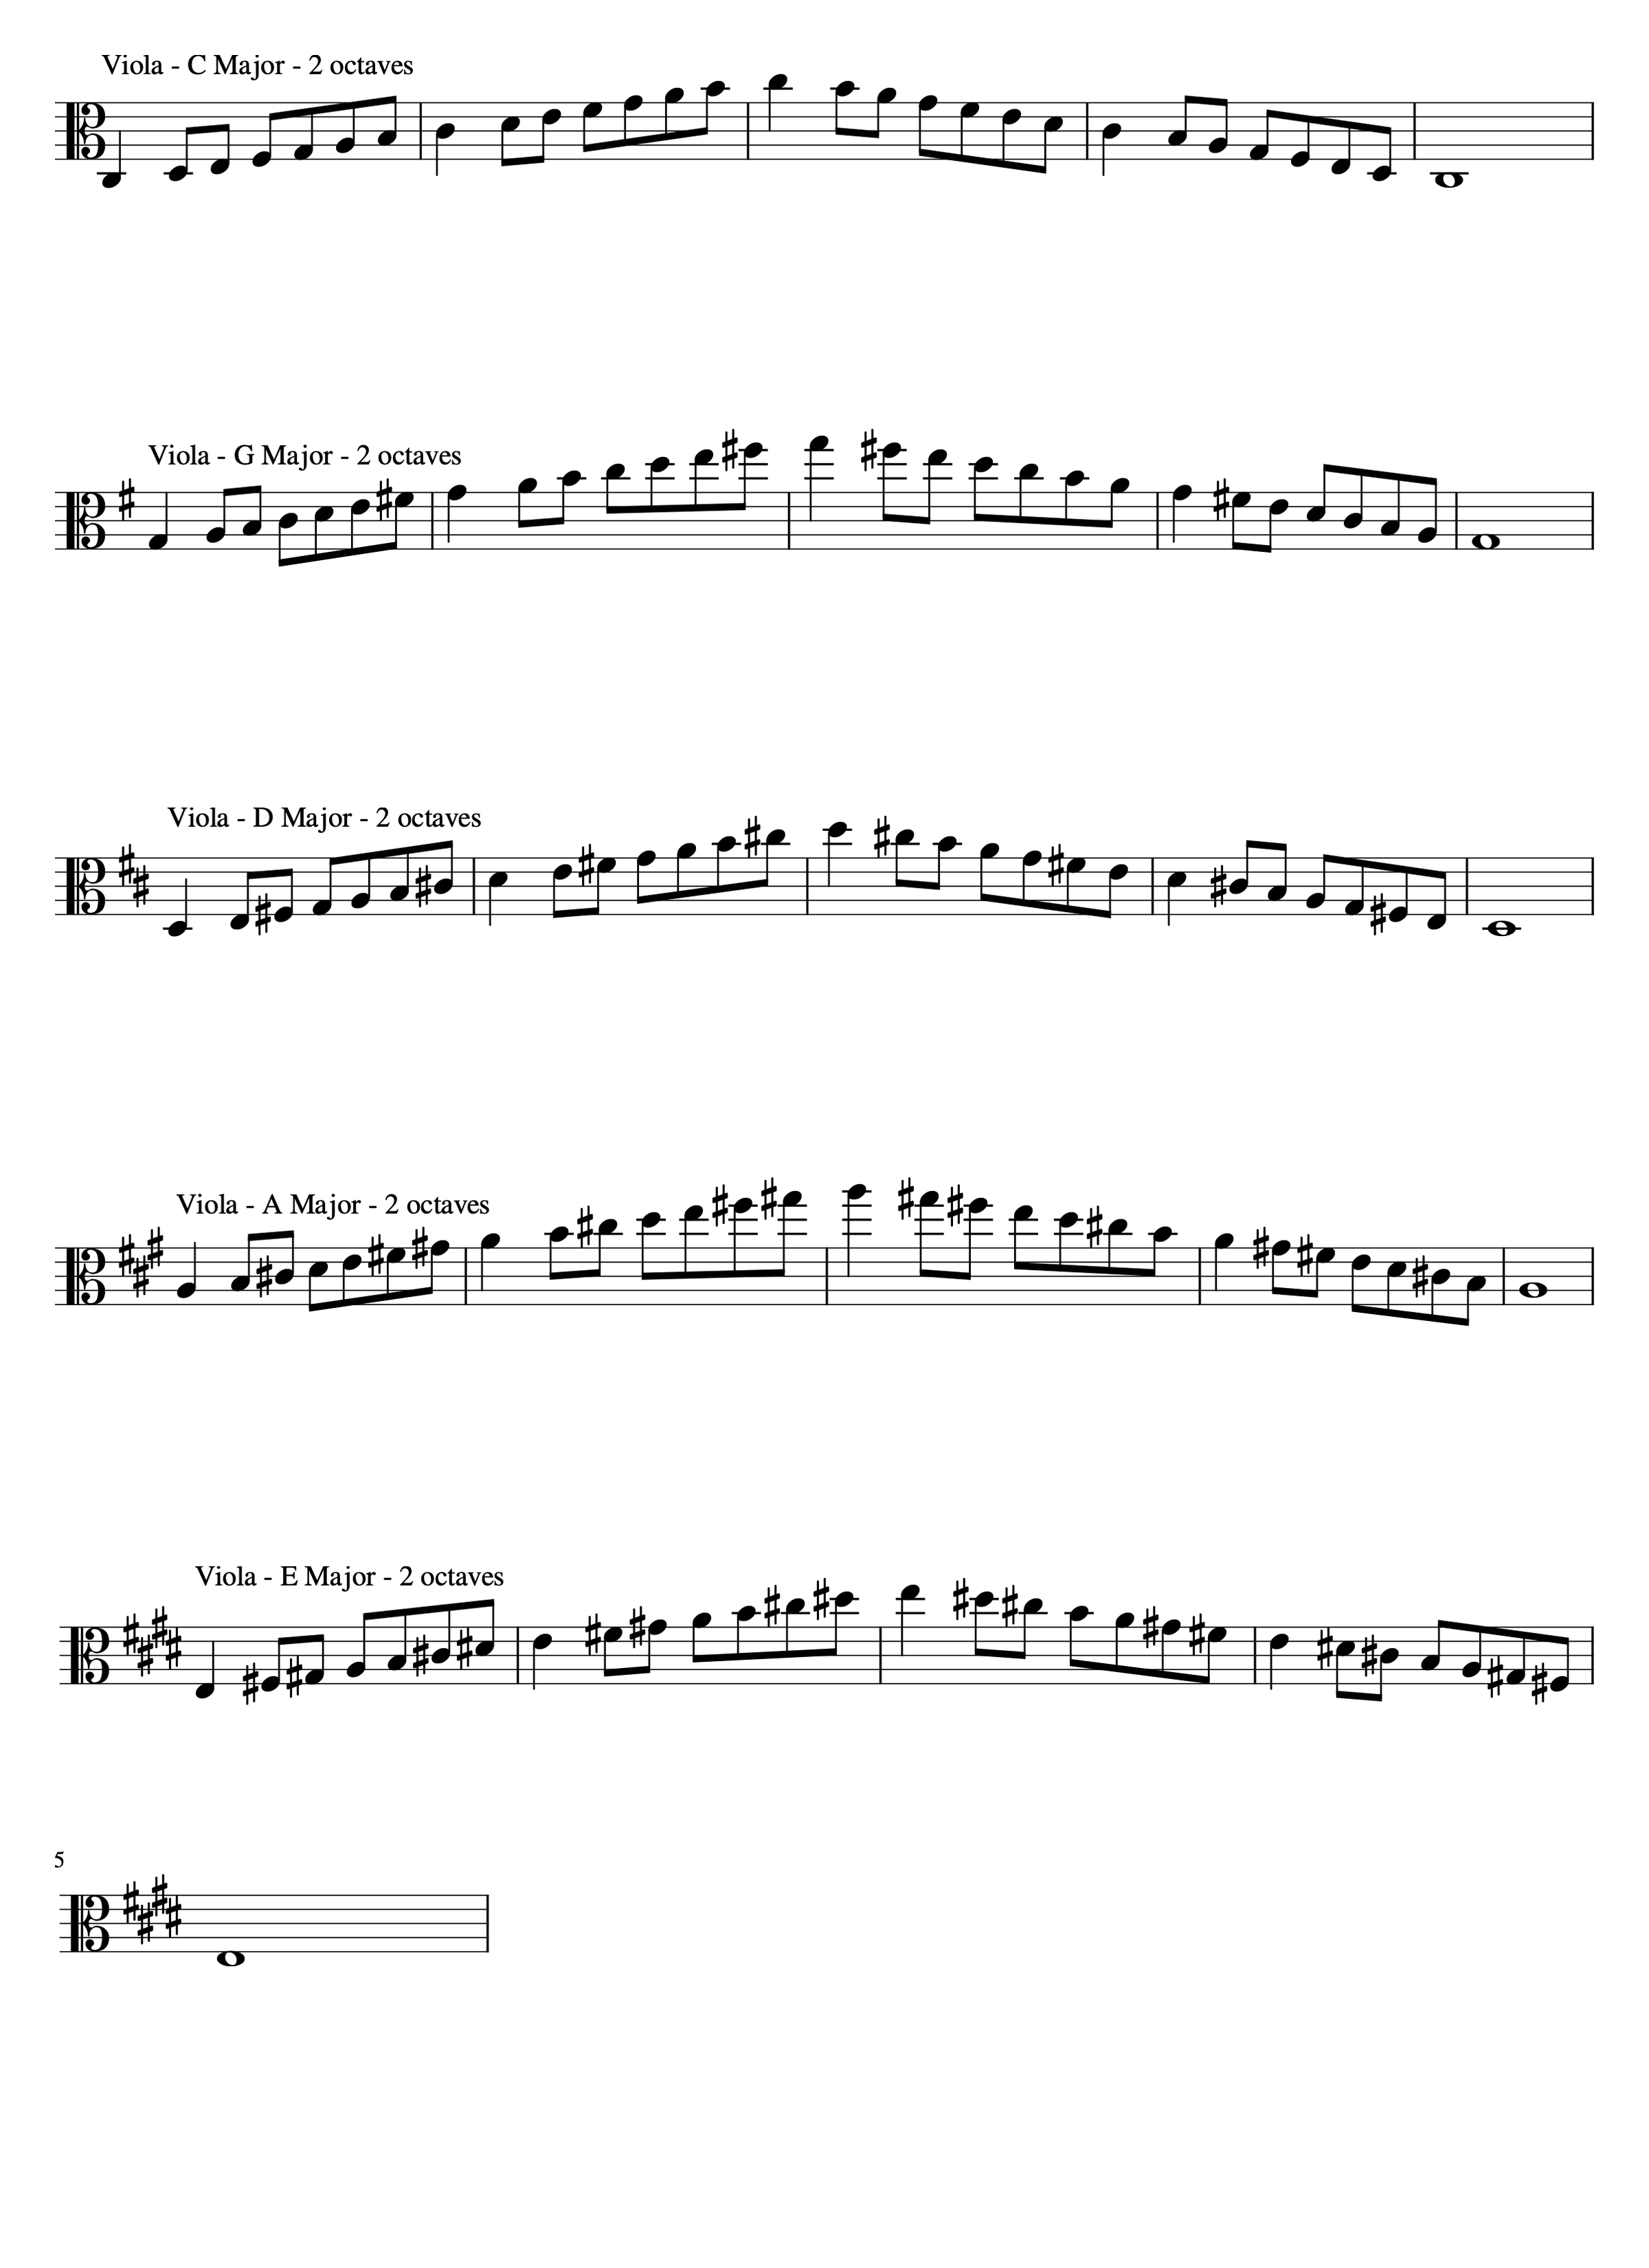 Viola - C Major - 2 octaves
Viola - G Major - 2 octaves
Viola - D Major - 2 octaves
Viola - A Major - 2 octaves
Viola - E Major - 2 octaves
5